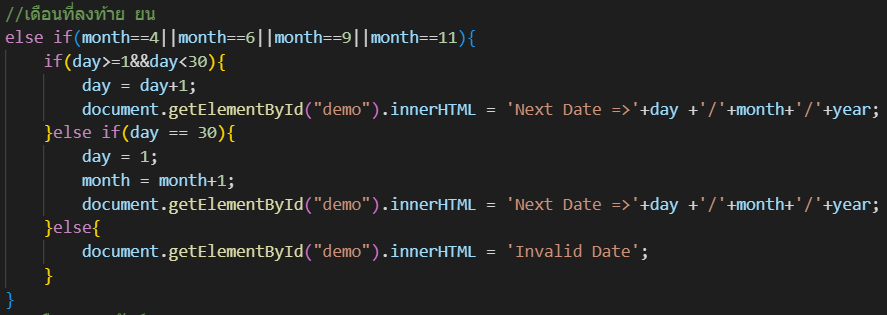 //เดือนที่ลงท้าย ยน
else if(month==4||month==6||month==9||month==11){
    if(day>=1&&day<30){
        day = day+1;
        document.getElementById("demo").innerHTML = 'Next Date =>'+day +'/'+month+'/'+year;
    }else if(day == 30){
        day = 1;
        month = month+1;
        document.getElementById("demo").innerHTML = 'Next Date =>'+day +'/'+month+'/'+year;
    }else{
        document.getElementById("demo").innerHTML = 'Invalid Date';
    }
}